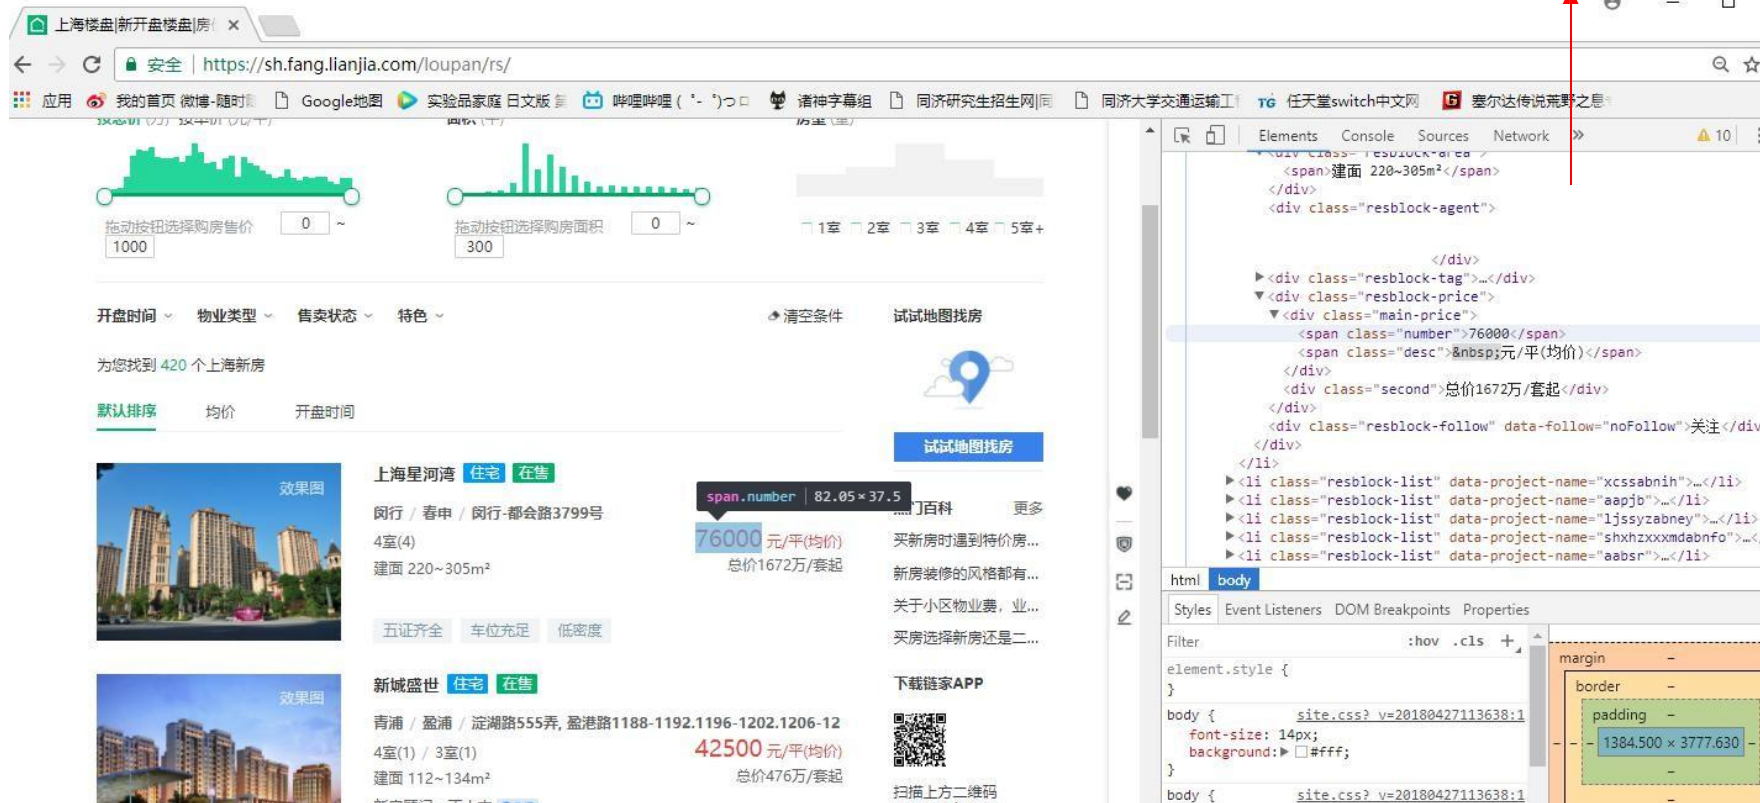 上海楼盘|新开盘楼盘|房
安全 https://sh.fang.lianjia.com/loupan/rs/
应用 我的首页 微博-随时 Google地图 实验品家庭 日文版 哔哩哔哩 ( ゜- ゜)つロ 诸神字幕组 同济研究生招生网|同 同济大学交通运输工 TG 任天堂switch中文网 G 塞尔达传说荒野之息
拖动按钮选择购房售价 0 ~
1000
拖动按钮选择购房面积 0 ~
300
1室 2室 3室 4室 5室+
开盘时间 物业类型 售卖状态 特色 清空条件
为您找到 420 个上海新房
默认排序 均价 开盘时间
效果图
上海星河湾 住宅 在售
闵行 / 春申 / 闵行-都会路3799号
4室(4)
建面 220~305m²
span.number 82.05×37.5
76000 元/平(均价)
总价1672万/套起
五证齐全 车位充足 低密度
效果图
新城盛世 住宅 在售
青浦 / 盈浦 / 淀湖路555弄, 盈港路1188-1192.1196-1202.1206-12
4室(1) / 3室(1)
建面 112~134m²
42500 元/平(均价)
总价476万/套起
试试地图找房
试试地图找房
门百科 更多
买新房时遇到特价房...
新房装修的风格都有...
关于小区物业费，业...
买房选择新房还是二...
下载链家APP
扫描上方二维码
Elements Console Sources Network » 10
<div class="resblock-area">
<span>建面 220~305m²</span>
</div>
<div class="resblock-agent">
</div>
<div class="resblock-tag">…</div>
<div class="resblock-price">
<div class="main-price">
<span class="number">76000</span>
<span class="desc">&nbsp;元/平(均价)</span>
</div>
<div class="second">总价1672万/套起</div>
</div>
<div class="resblock-follow" data-follow="noFollow">关注</div
</div>
</li>
<li class="resblock-list" data-project-name="xcssabnih">…</li>
<li class="resblock-list" data-project-name="aapjb">…</li>
<li class="resblock-list" data-project-name="ljssyzabney">…</li>
<li class="resblock-list" data-project-name="shxhzxxxmdabnfo">…<
<li class="resblock-list" data-project-name="aabsr">…</li>
html body
Styles Event Listeners DOM Breakpoints Properties
Filter :hov .cls +
element.style {
}
body { site.css?_v=20180427113638:1
font-size: 14px;
background: #fff;
}
body { site.css?_v=20180427113638:1
margin -
border -
padding -
- - - 1384.500 × 3777.630 -
-
-